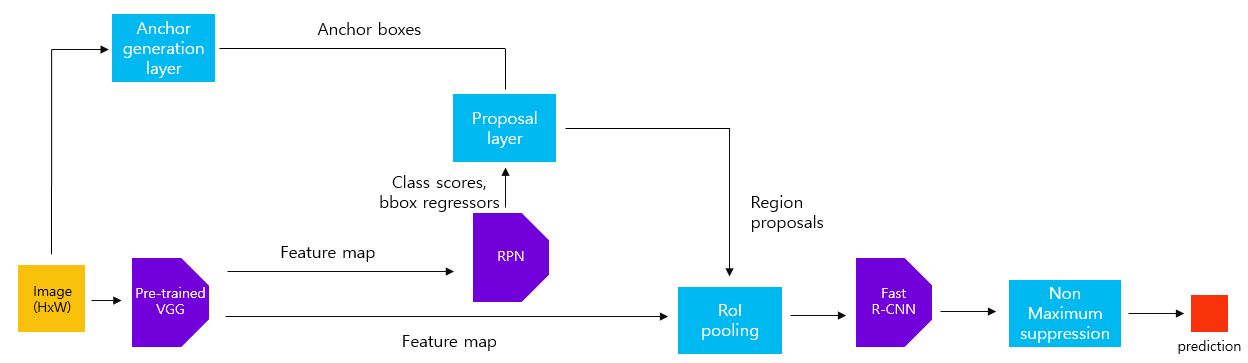 Anchor
generation
layer
Anchor boxes
Proposal
layer
Class scores,
bbox regressors
Region
proposals
Feature map
RPN
Image
(HxW)
Pre-trained
VGG
Feature map
RoI
pooling
Fast
R-CNN
Non
Maximum
suppression
prediction